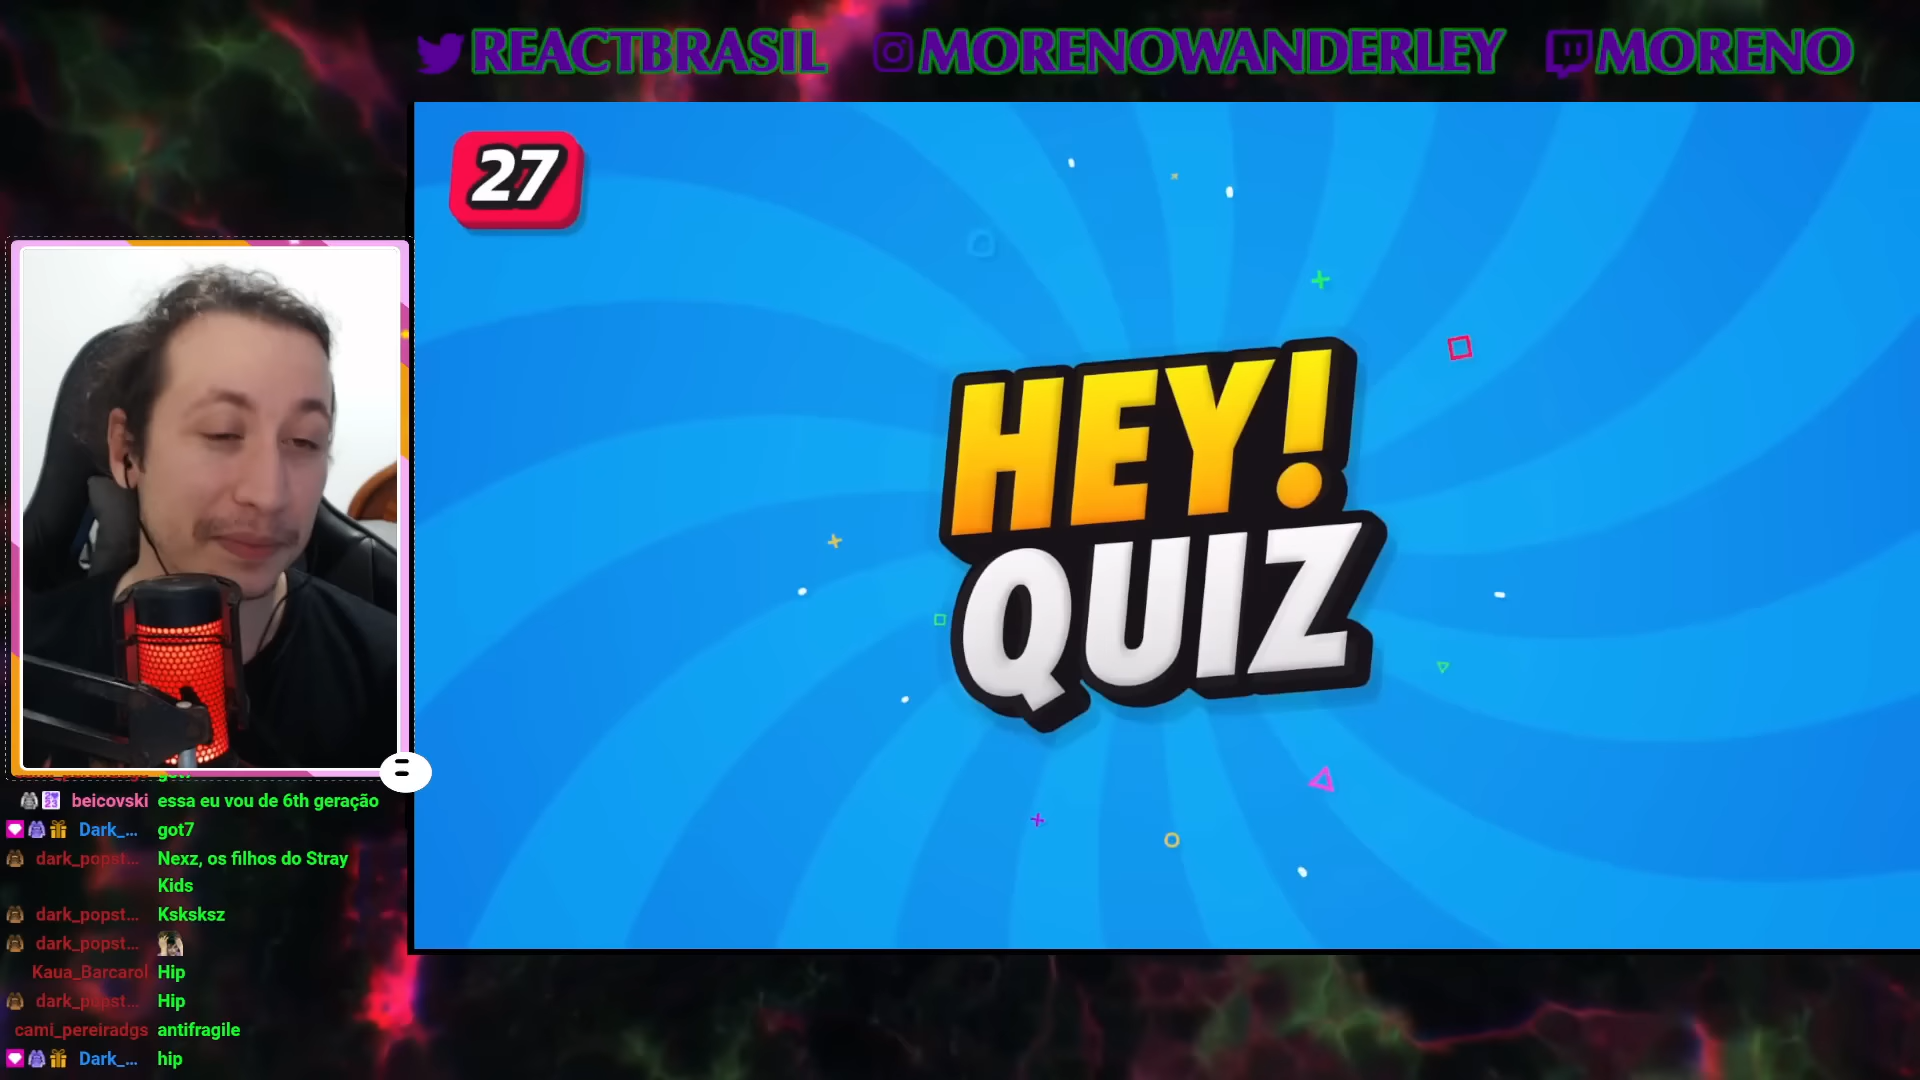 REACTBRASIL MORENOWANDERLEY MORENO
27
HEY!
QUIZ
beicovski essa eu vou de 6th geração
Dark_... got7
dark_popst... Nexz, os filhos do Stray
Kids
dark_popst... Ksksksz
dark_popst...
Kaua_Barcarol Hip
dark_popst... Hip
cami_pereiradgs antifragile
Dark_... hip